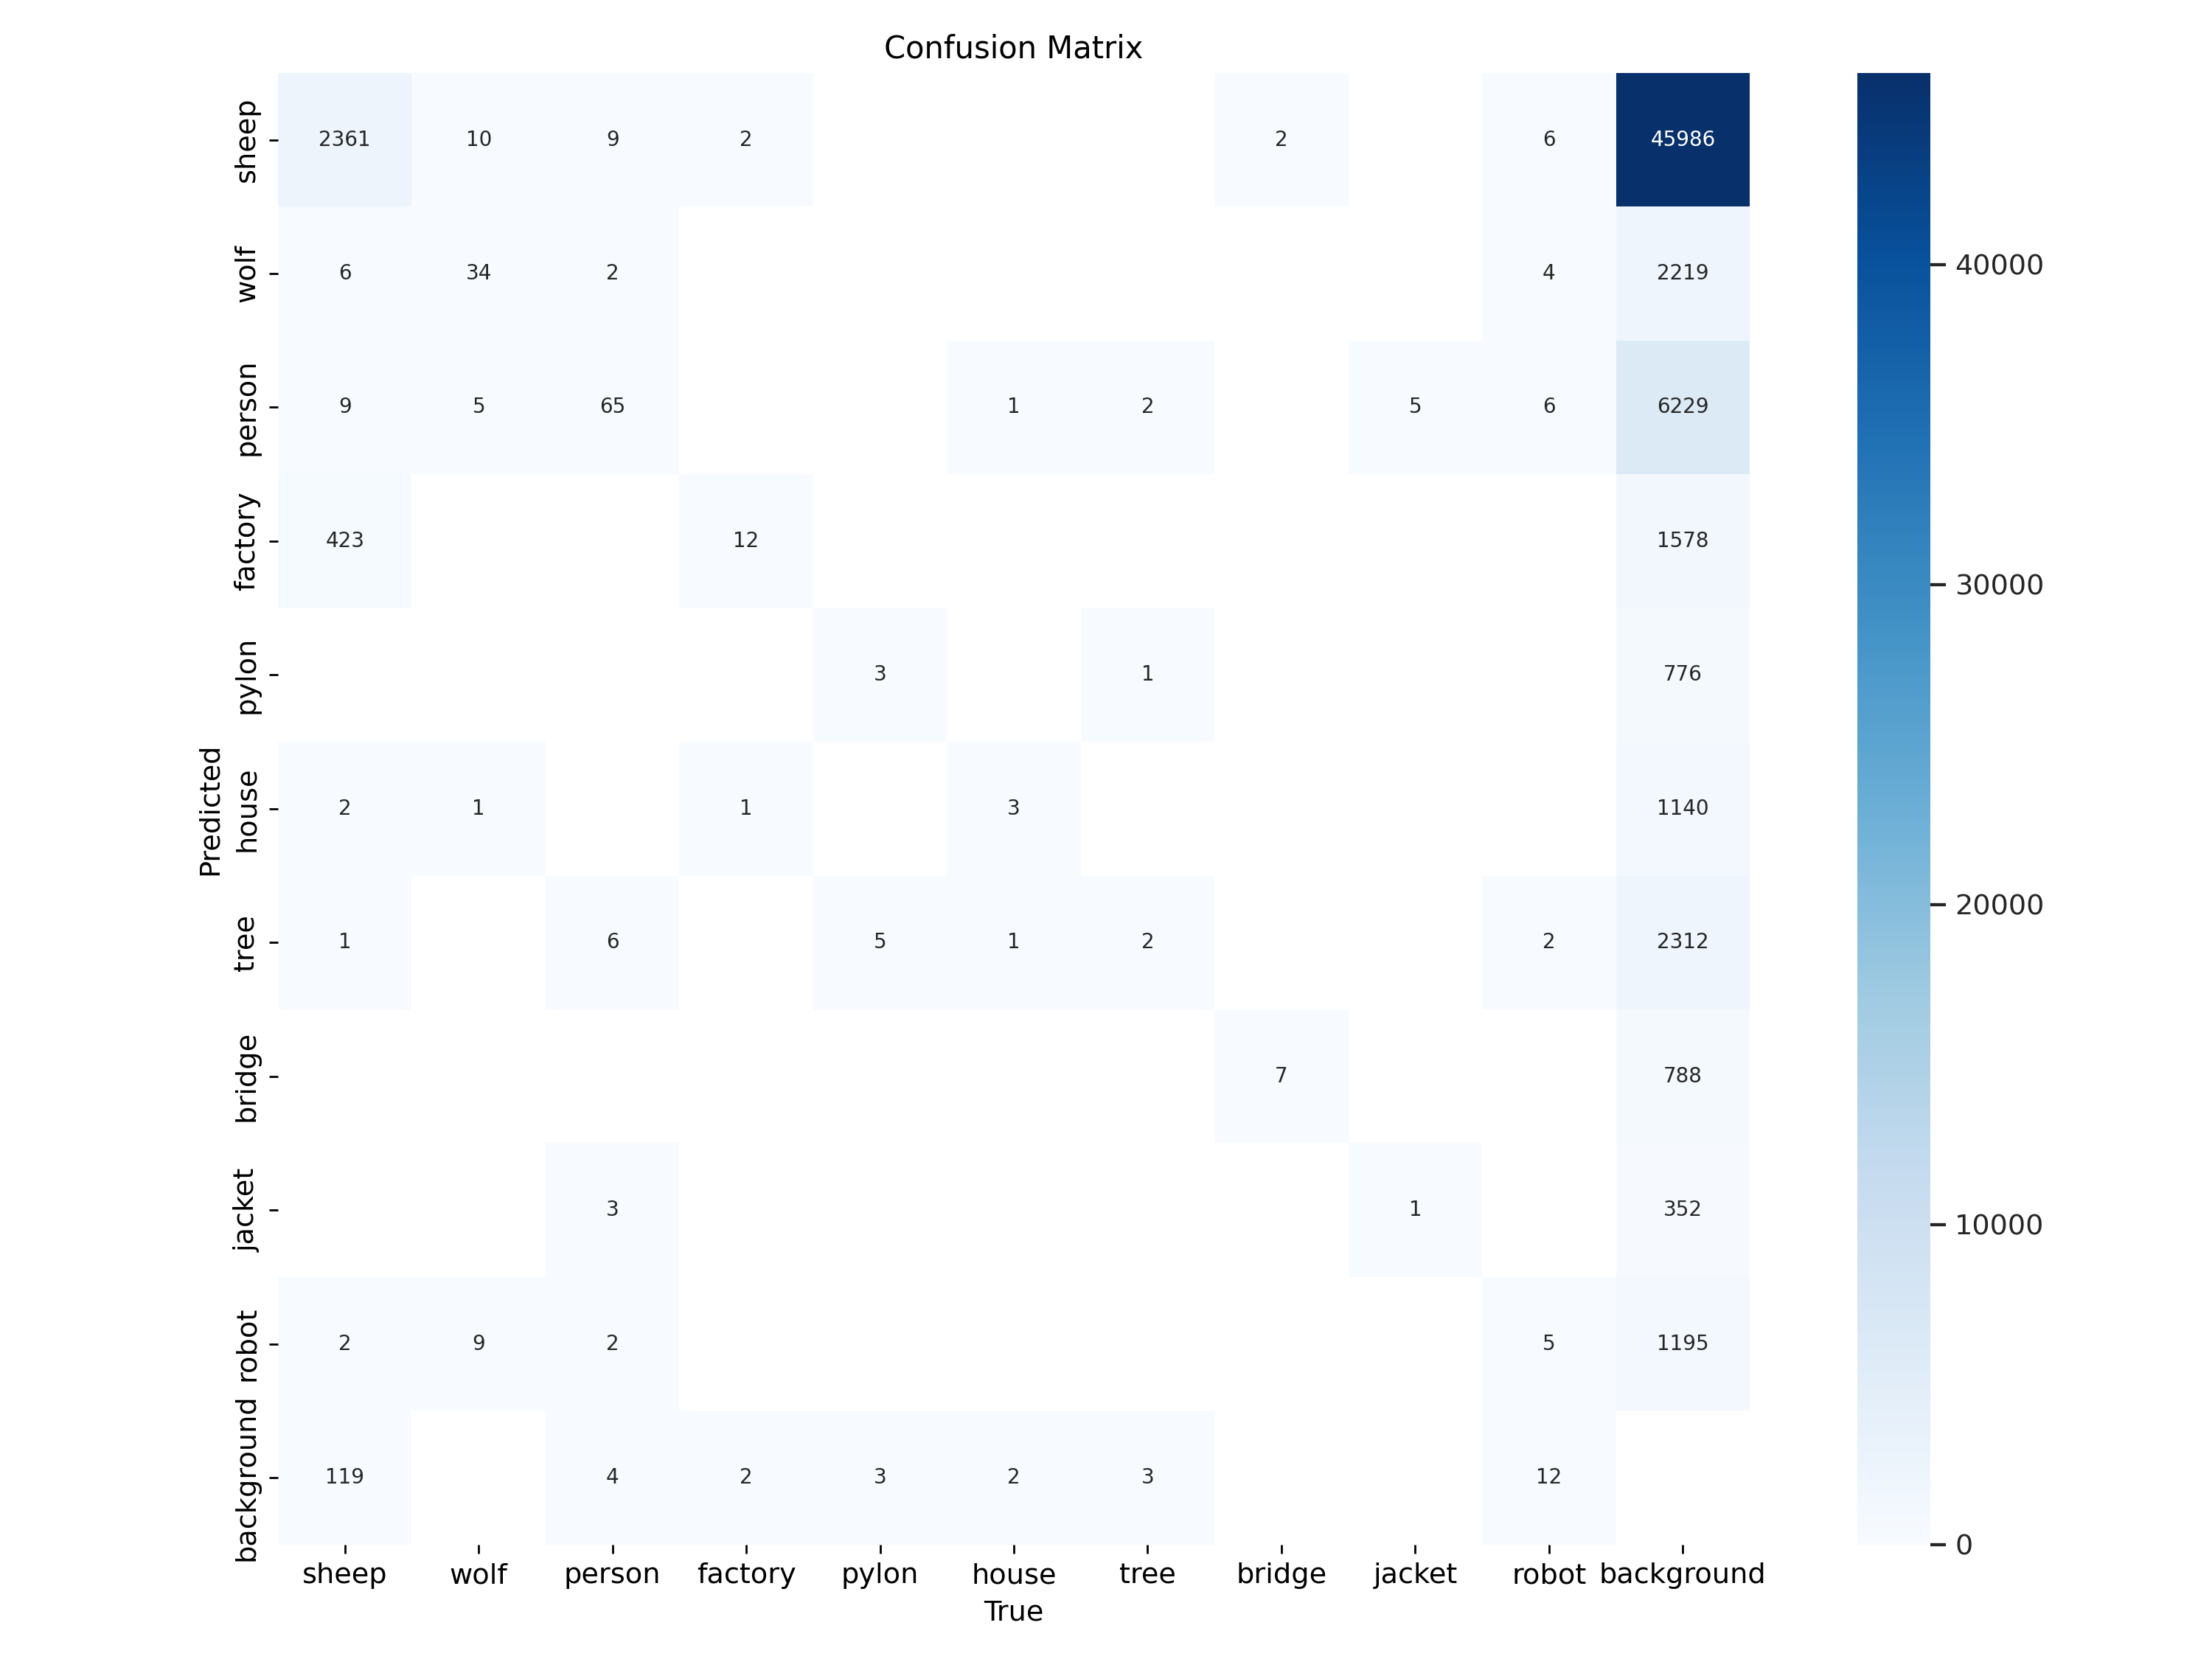 Confusion Matrix
sheep 2361 10 9 2 2 6 45986
wolf 6 34 2 4 2219
person 9 5 65 1 2 5 6 6229
factory 423 12 1578
pylon 3 1 776
house 2 1 1 3 1140
tree 1 6 5 1 2 2 2312
bridge 7 788
jacket 3 1 352
robot 2 9 2 5 1195
background 119 4 2 3 2 3 12
sheep wolf person factory pylon house tree bridge jacket robot background
True
Predicted
40000
30000
20000
10000
0